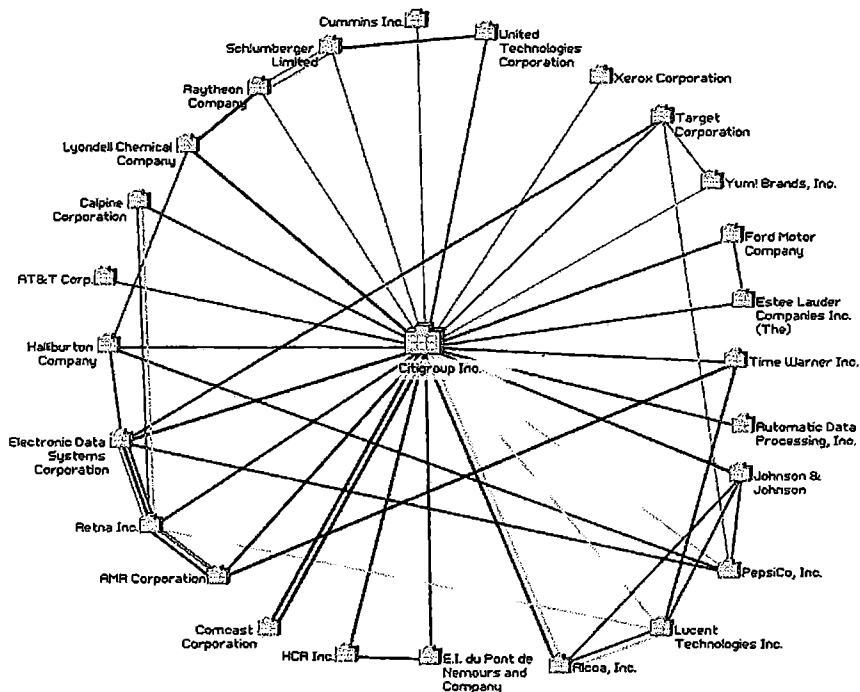 Cummins Inc.
United
Technologies
Corporation
Schlumberger
Limited
Xerox Corporation
Raytheon
Company
Target
Corporation
Lyondell Chemical
Company
Yum! Brands, Inc.
Calpine
Corporation
Ford Motor
Company
AT&T Corp.
Estee Lauder
Companies Inc.
(The)
Halliburton
Company
Citigroup Inc.
Time Warner Inc.
Electronic Data
Systems
Corporation
Automatic Data
Processing, Inc.
Johnson &
Johnson
Retna Inc.
AMR Corporation
PepsiCo, Inc.
Comcast
Corporation
HCA Inc.
E.I. du Pont de
Nemours and
Company
Alcoa, Inc.
Lucent
Technologies Inc.